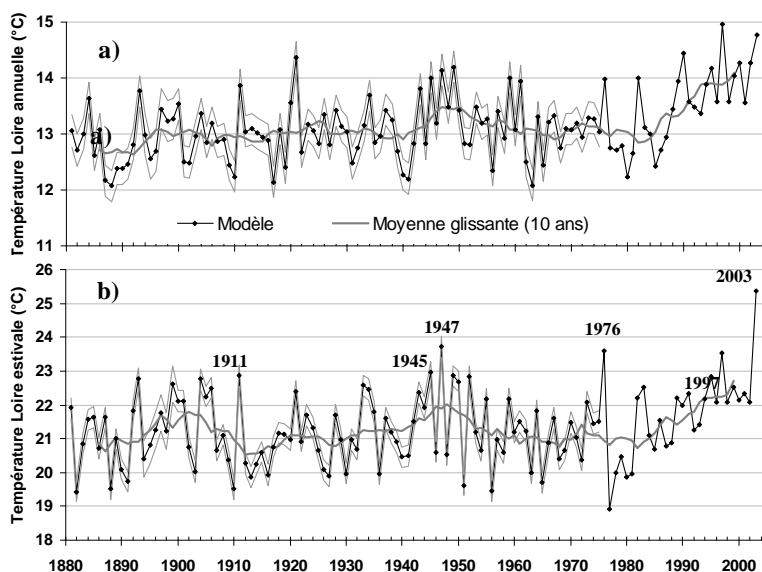 Température Loire annuelle (°C)
15
14
13
12
11
a)
a)
Modèle
Moyenne glissante (10 ans)
Température Loire estivale (°C)
26
25
24
23
22
21
20
19
18
b)
1911
1945
1947
1976
1997
2003
1880 1890 1900 1910 1920 1930 1940 1950 1960 1970 1980 1990 2000